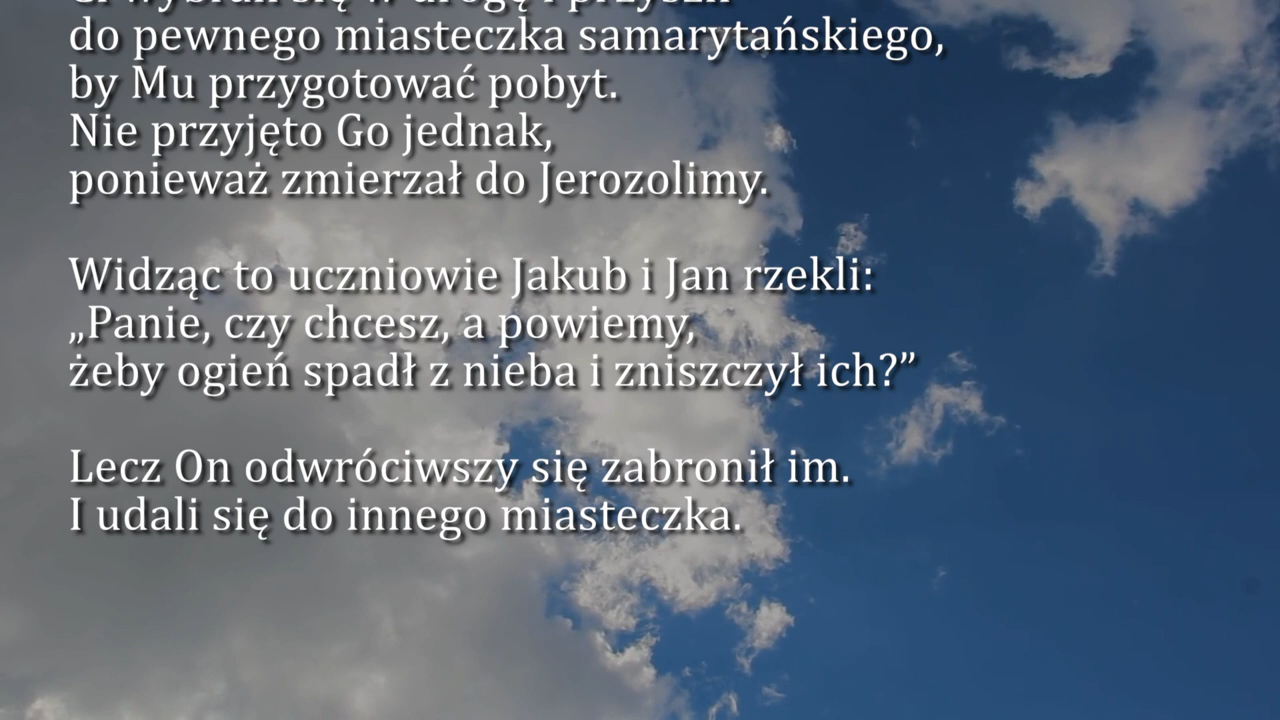 do pewnego miasteczka samarytańskiego,
by Mu przygotować pobyt.
Nie przyjęto Go jednak,
ponieważ zmierzał do Jerozolimy.
Widząc to uczniowie Jakub i Jan rzekli:
„Panie, czy chcesz, a powiemy,
żeby ogień spadł z nieba i zniszczył ich?”
Lecz On odwróciwszy się zabronił im.
I udali się do innego miasteczka.